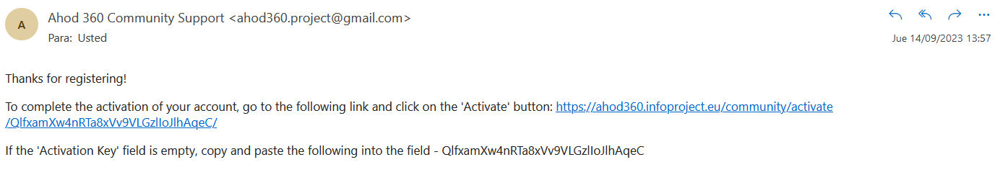 A
Ahod 360 Community Support <ahod360.project@gmail.com>
Para: Usted
Jue 14/09/2023 13:57
Thanks for registering!
To complete the activation of your account, go to the following link and click on the 'Activate' button: https://ahod360.infoproject.eu/community/activate
/QlfxamXw4nRTa8xVv9VLGzlIoJlhAqeC/
If the 'Activation Key' field is empty, copy and paste the following into the field - QlfxamXw4nRTa8xVv9VLGzlIoJlhAqeC